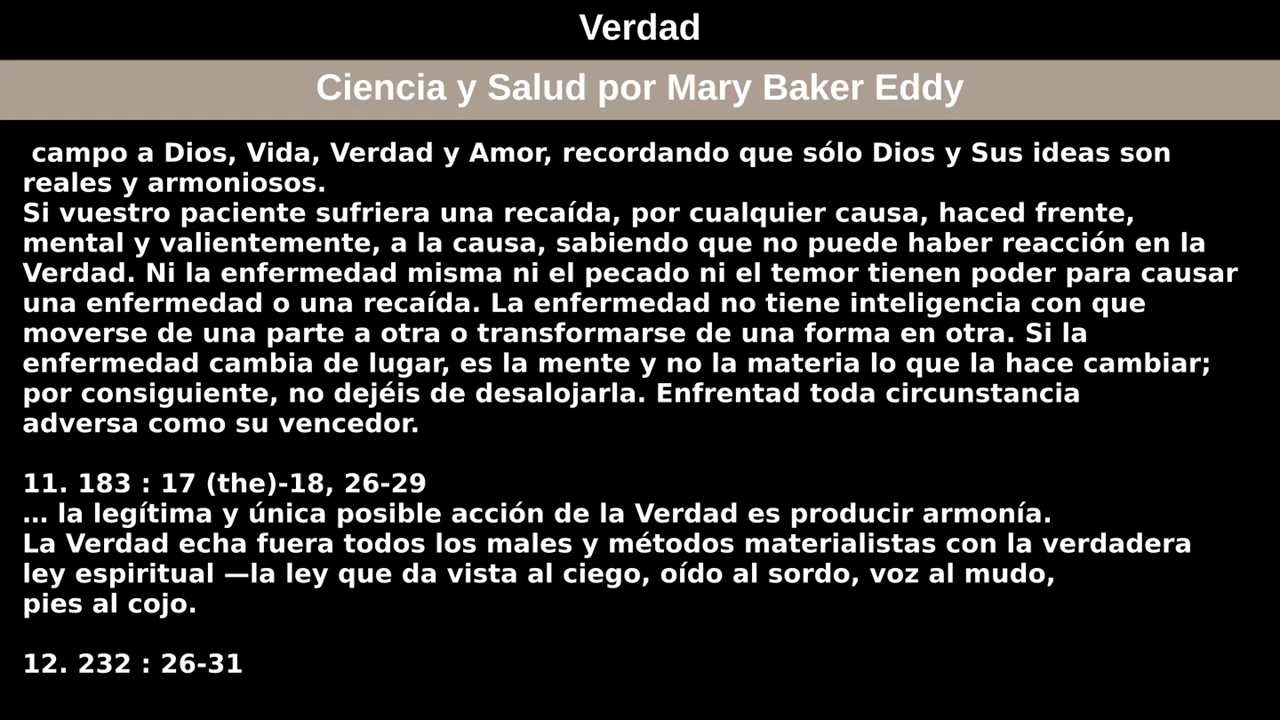 Verdad
Ciencia y Salud por Mary Baker Eddy
campo a Dios, Vida, Verdad y Amor, recordando que sólo Dios y Sus ideas son
reales y armoniosos.
Si vuestro paciente sufriera una recaída, por cualquier causa, haced frente,
mental y valientemente, a la causa, sabiendo que no puede haber reacción en la
Verdad. Ni la enfermedad misma ni el pecado ni el temor tienen poder para causar
una enfermedad o una recaída. La enfermedad no tiene inteligencia con que
moverse de una parte a otra o transformarse de una forma en otra. Si la
enfermedad cambia de lugar, es la mente y no la materia lo que la hace cambiar;
por consiguiente, no dejéis de desalojarla. Enfrentad toda circunstancia
adversa como su vencedor.
11. 183 : 17 (the)-18, 26-29
… la legítima y única posible acción de la Verdad es producir armonía.
La Verdad echa fuera todos los males y métodos materialistas con la verdadera
ley espiritual —la ley que da vista al ciego, oído al sordo, voz al mudo,
pies al cojo.
12. 232 : 26-31